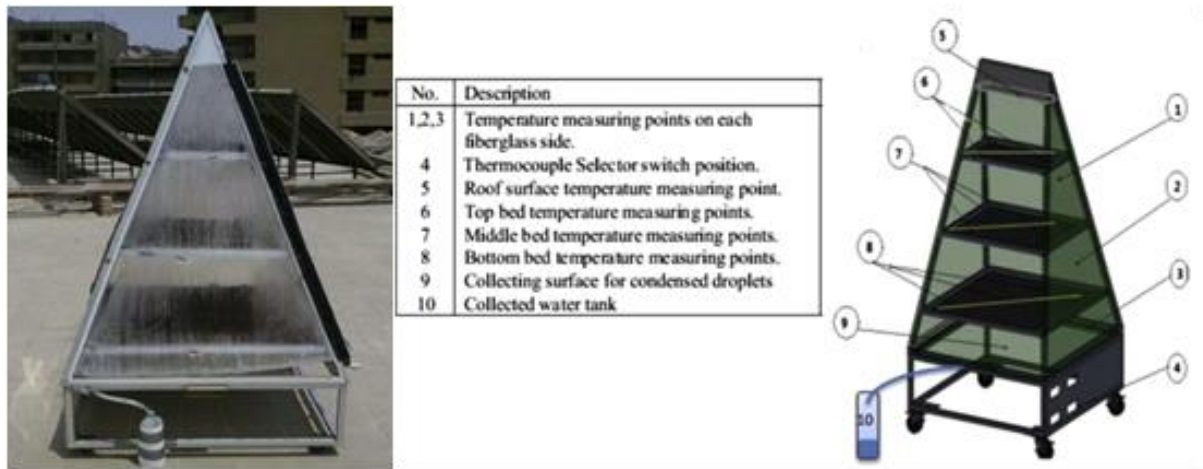 No. Description
1,2,3 Temperature measuring points on each
fiberglass side.
4 Thermocouple Selector switch position.
5 Roof surface temperature measuring point.
6 Top bed temperature measuring points.
7 Middle bed temperature measuring points.
8 Bottom bed temperature measuring points.
9 Collecting surface for condensed droplets
10 Collected water tank
5
6
1
7
2
8
3
9
4
10